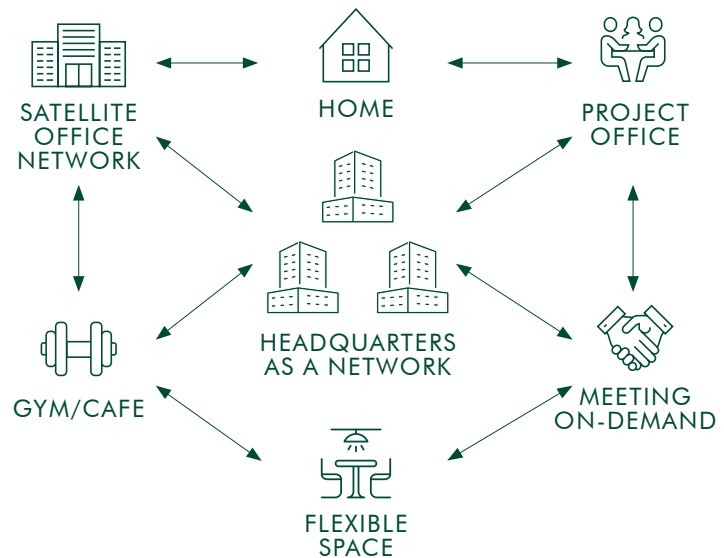 SATELLITE
OFFICE
NETWORK
HOME
PROJECT
OFFICE
HEADQUARTERS
AS A NETWORK
GYM/CAFE
MEETING
ON-DEMAND
FLEXIBLE
SPACE